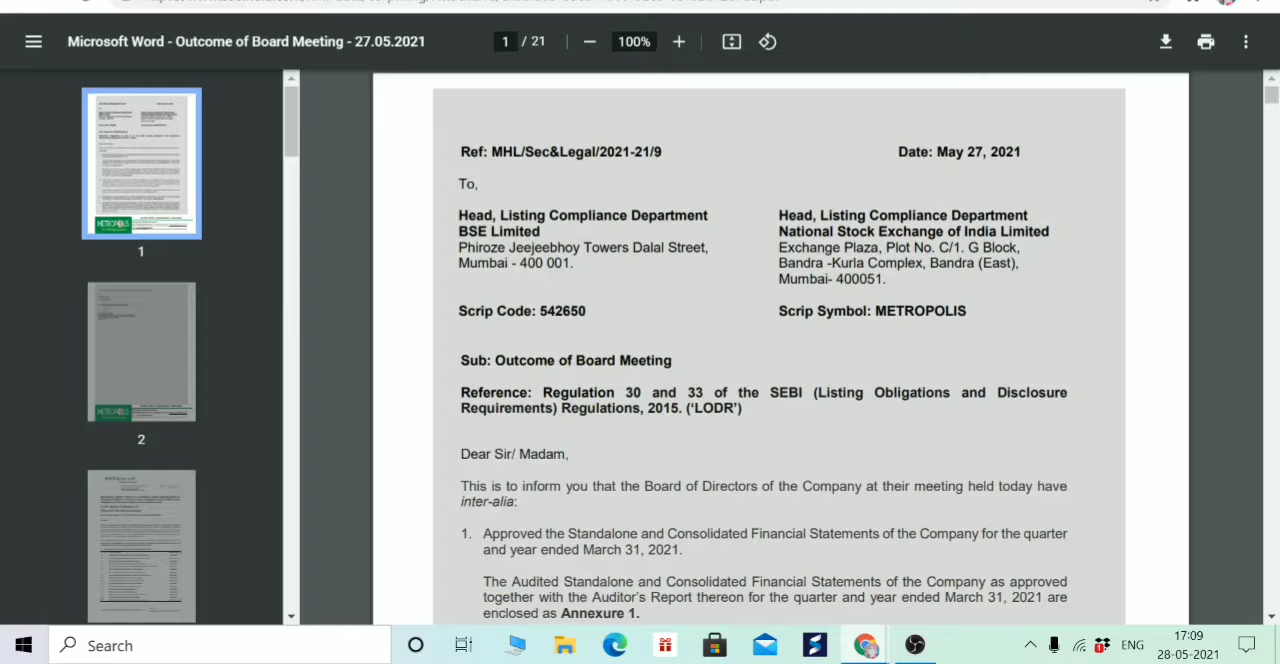 Microsoft Word - Outcome of Board Meeting - 27.05.2021
1 / 21
100%
Ref: MHL/Sec&Legal/2021-21/9
Date: May 27, 2021
To,
Head, Listing Compliance Department
BSE Limited
Phiroze Jeejeebhoy Towers Dalal Street,
Mumbai - 400 001.
Head, Listing Compliance Department
National Stock Exchange of India Limited
Exchange Plaza, Plot No. C/1. G Block,
Bandra -Kurla Complex, Bandra (East),
Mumbai- 400051.
Scrip Code: 542650
Scrip Symbol: METROPOLIS
Sub: Outcome of Board Meeting
Reference: Regulation 30 and 33 of the SEBI (Listing Obligations and Disclosure
Requirements) Regulations, 2015. (‘LODR’)
Dear Sir/ Madam,
This is to inform you that the Board of Directors of the Company at their meeting held today have
inter-alia:
1. Approved the Standalone and Consolidated Financial Statements of the Company for the quarter
and year ended March 31, 2021.
The Audited Standalone and Consolidated Financial Statements of the Company as approved
together with the Auditor’s Report thereon for the quarter and year ended March 31, 2021 are
enclosed as Annexure 1.
METROPOLIS
1
METROPOLIS
2
Search
ENG
17:09
28-05-2021